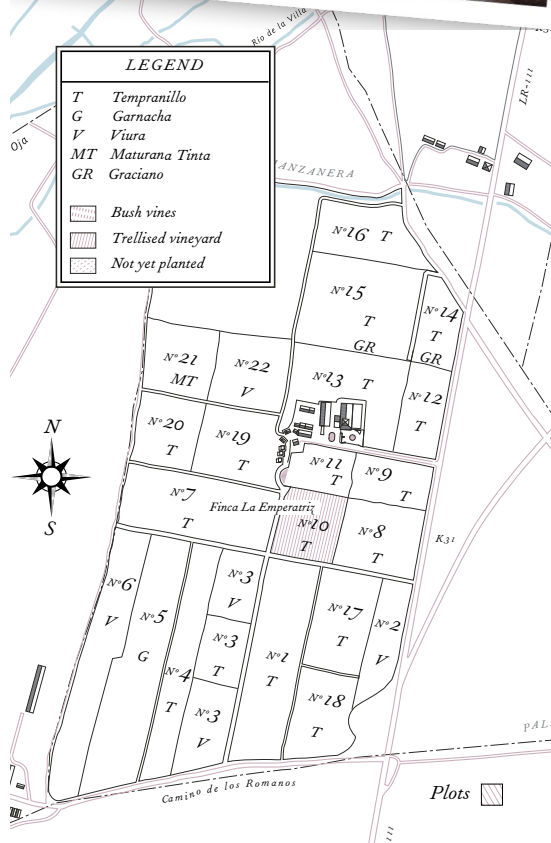 Rio de la Villa
K3
LR-111
Oja
LEGEND
T Tempranillo
G Garnacha
V Viura
MT Maturana Tinta
GR Graciano
Bush vines
Trellised vineyard
Not yet planted
ANZANERA
Nº16 T
Nº15
T
GR
Nº14
T
GR
Nº13 T
Nº12
T
Nº21
MT
Nº22
V
Nº20
T
Nº19
T
Nº11
T
Nº9
T
N
S
Nº7
T
Finca La Emperatriz
Nº10
T
Nº8
T
K31
Nº6
V
Nº5
G
Nº4
T
Nº3
V
Nº3
T
Nº3
V
Nº1
T
Nº17
T
Nº2
V
Nº18
T
PAL
Camino de los Romanos
Plots
111